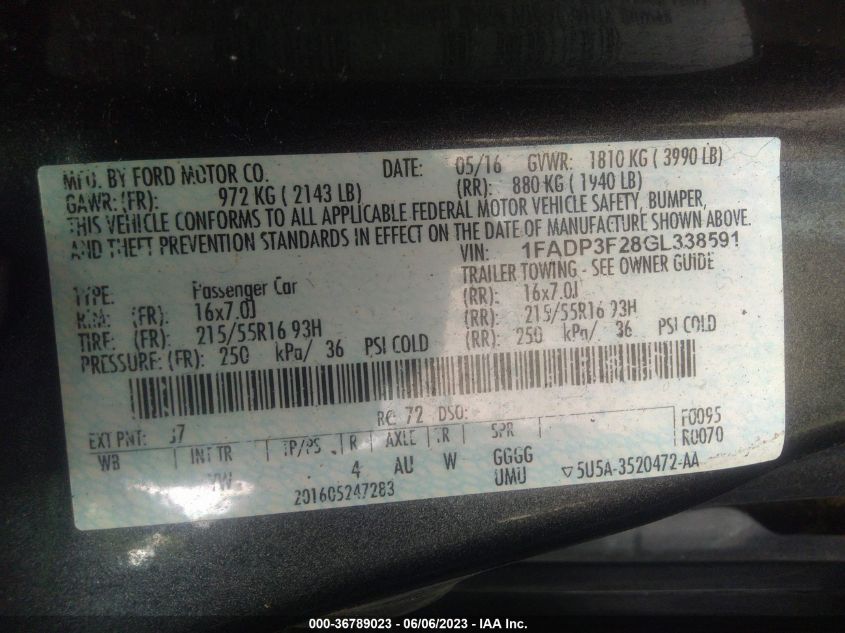 MFD. BY FORD MOTOR CO. DATE: 05/16 GVWR: 1810 KG ( 3990 LB)
GAWR: (FR): 972 KG ( 2143 LB) (RR): 880 KG ( 1940 LB)
THIS VEHICLE CONFORMS TO ALL APPLICABLE FEDERAL MOTOR VEHICLE SAFETY, BUMPER,
AND THEFT PREVENTION STANDARDS IN EFFECT ON THE DATE OF MANUFACTURE SHOWN ABOVE.
VIN: 1FADP3F28GL338591
TYPE: Passenger Car TRAILER TOWING - SEE OWNER GUIDE
RIM: (FR): 16x7.0J (RR): 16x7.0J
TIRE: (FR): 215/55R16 93H (RR): 215/55R16 93H
PRESSURE: (FR): 250 kPa/ 36 PSI COLD (RR): 250 kPa/ 36 PSI COLD
EXT PNT: J7 RC: 72 DSO: F0095
WB INT TR TP/PS R AXLE TR SPR R0070
YW 4 AU W GGGG
UMU 5U5A-3520472-AA
201605247283
000-36789023 - 06/06/2023 - IAA Inc.